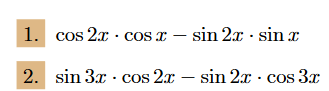 1. cos 2x · cos x − sin 2x · sin x
2. sin 3x · cos 2x − sin 2x · cos 3x